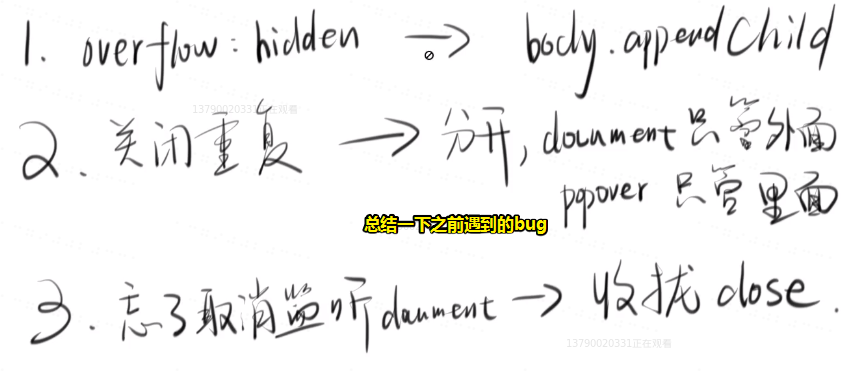 1. overflow: hidden → body.appendChild
13790020331正在观看
2. 关闭重复 → 分开, document 只管外面
popover 只管里面
总结一下之前遇到的bug
3. 忘了取消监听 document → 收拢 close.
13790020331正在观看